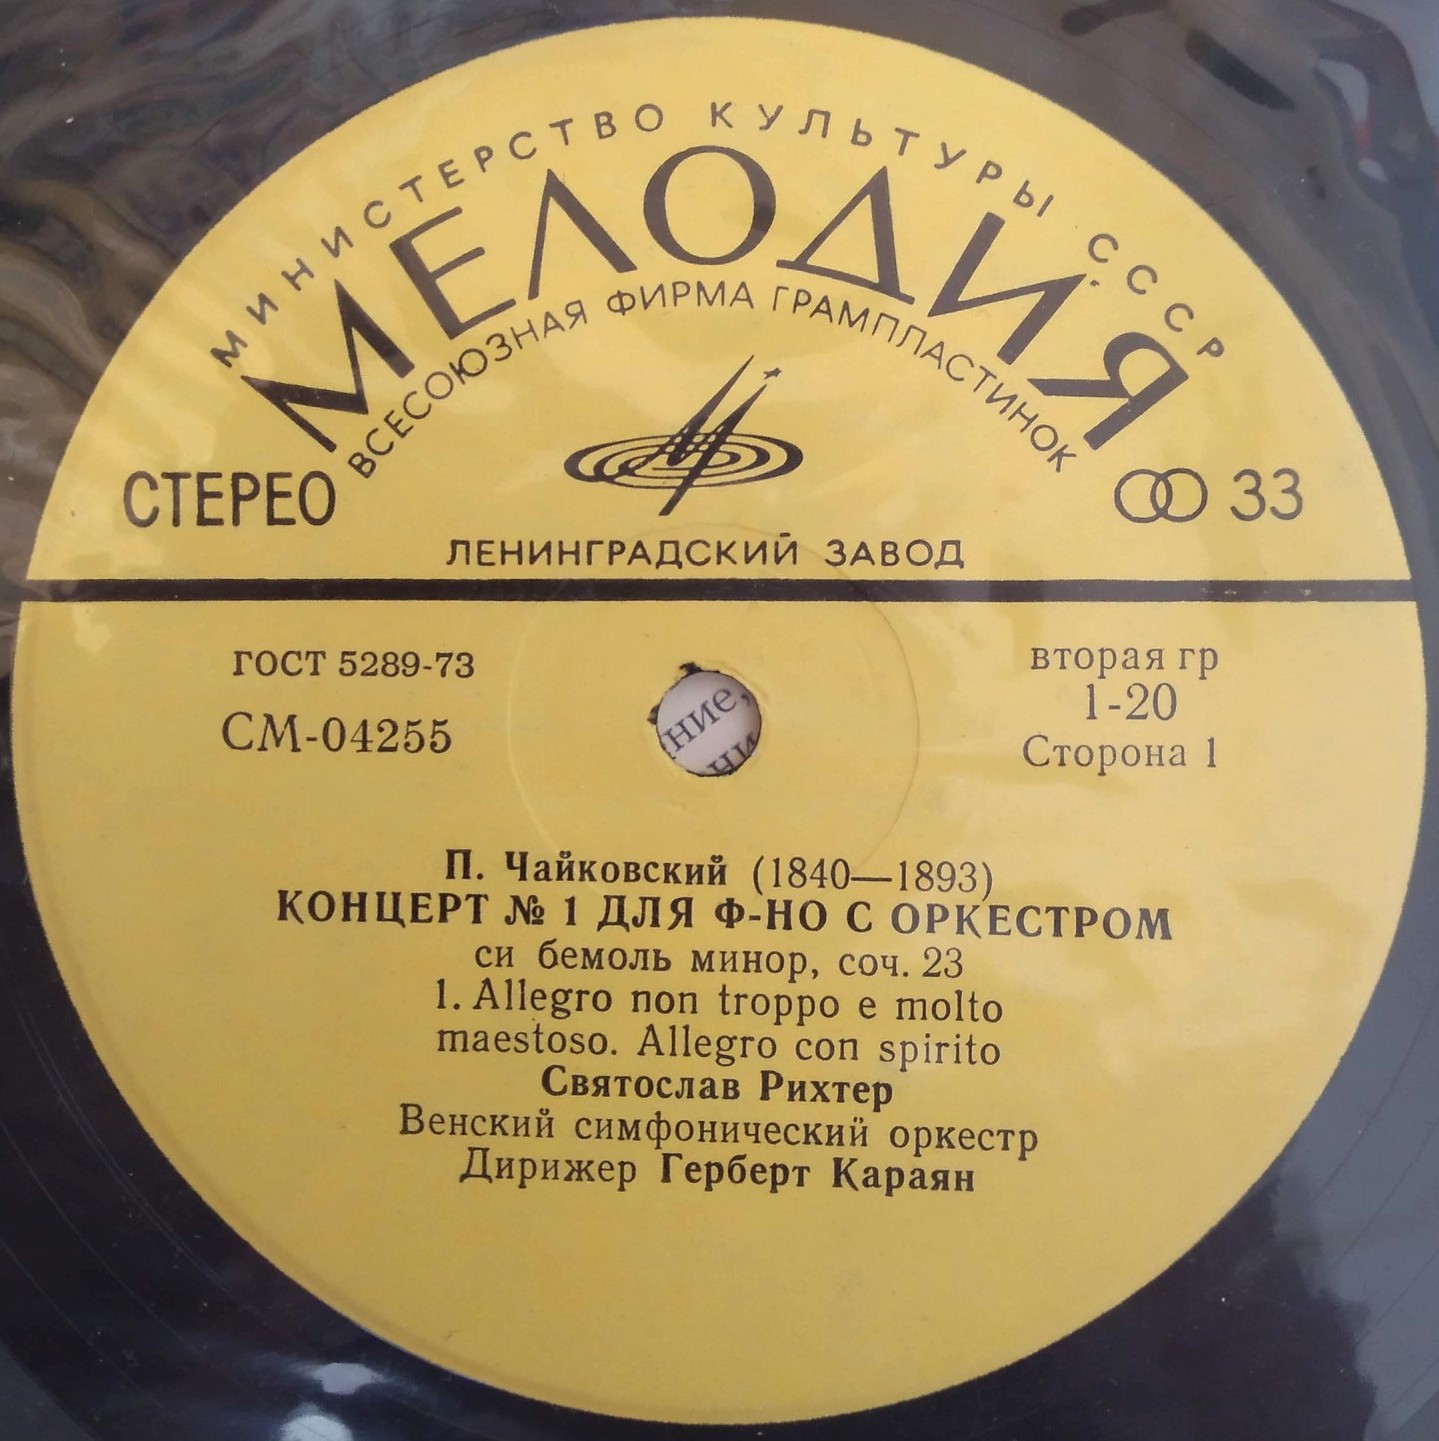 МИНИСТЕРСТВО КУЛЬТУРЫ СССР
МЕЛОДИЯ
ВСЕСОЮЗНАЯ ФИРМА ГРАМПЛАСТИНОК
СТЕРЕО
33
ЛЕНИНГРАДСКИЙ ЗАВОД
ГОСТ 5289-73
СМ-04255
вторая гр
1-20
Сторона 1
ние,
ни
П. Чайковский (1840—1893)
КОНЦЕРТ № 1 ДЛЯ Ф-НО С ОРКЕСТРОМ
си бемоль минор, соч. 23
1. Allegro non troppo e molto
maestoso. Allegro con spirito
Святослав Рихтер
Венский симфонический оркестр
Дирижер Герберт Караян